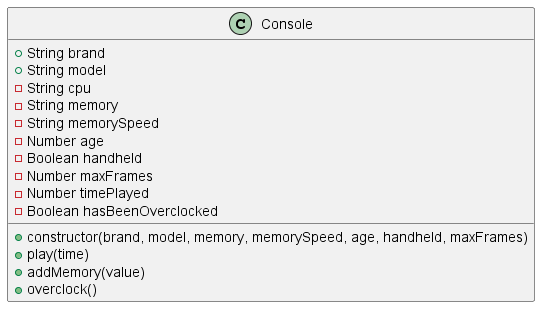 C Console
String brand
String model
String cpu
String memory
String memorySpeed
Number age
Boolean handheld
Number maxFrames
Number timePlayed
Boolean hasBeenOverclocked
constructor(brand, model, memory, memorySpeed, age, handheld, maxFrames)
play(time)
addMemory(value)
overclock()